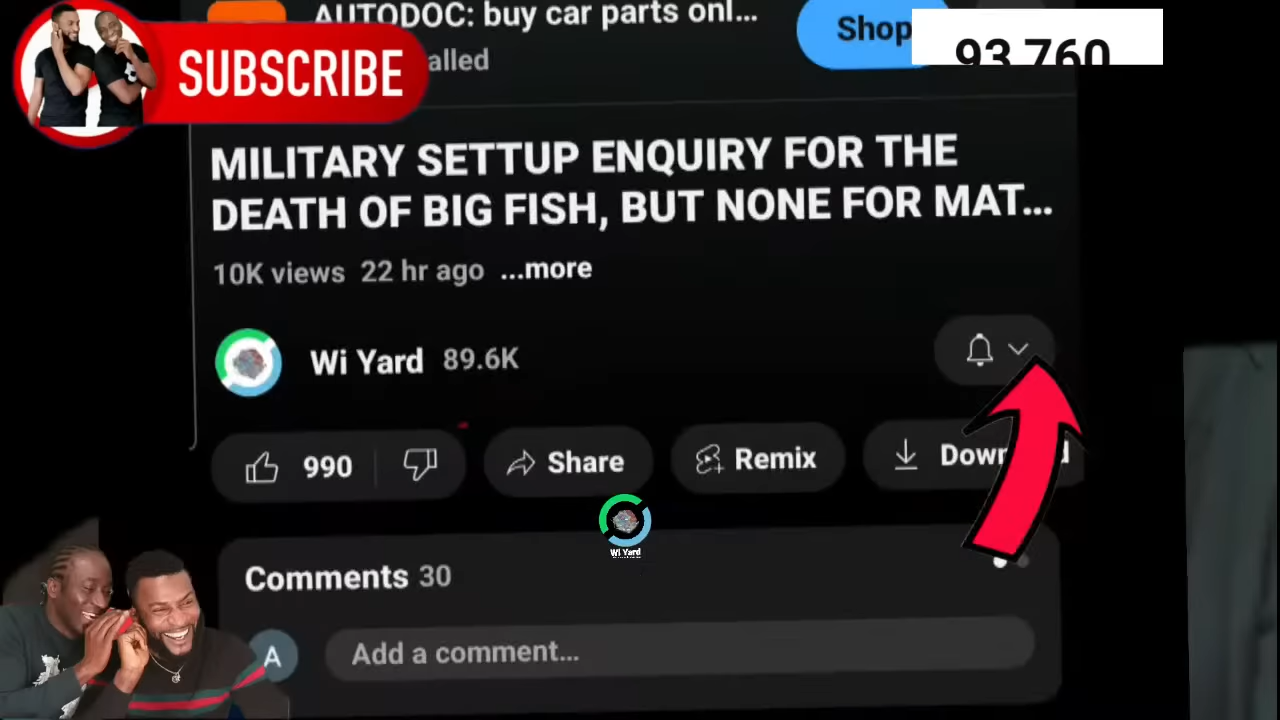 AUTODOC: buy car parts onl...
Shop
alled
93,760
SUBSCRIBE
MILITARY SETTUP ENQUIRY FOR THE
DEATH OF BIG FISH, BUT NONE FOR MAT...
10K views 22 hr ago ...more
Wi Yard 89.6K
990
Share
Remix
Dow
Wi Yard
Comments 30
A
Add a comment...